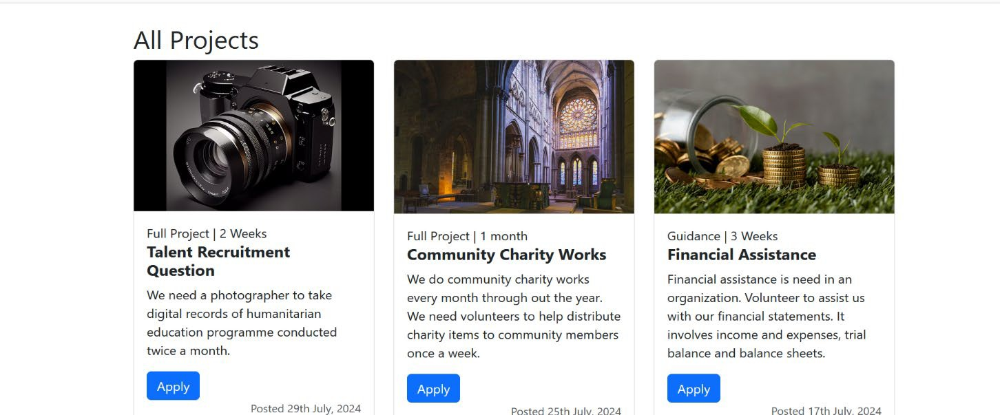 All Projects
Full Project | 2 Weeks
Talent Recruitment
Question
We need a photographer to take
digital records of humanitarian
education programme conducted
twice a month.
Apply
Posted 29th July, 2024
Full Project | 1 month
Community Charity Works
We do community charity works
every month through out the year.
We need volunteers to help distribute
charity items to community members
once a week.
Apply
Posted 25th July, 2024
Guidance | 3 Weeks
Financial Assistance
Financial assistance is need in an
organization. Volunteer to assist us
with our financial statements. It
involves income and expenses, trial
balance and balance sheets.
Apply
Posted 17th July, 2024